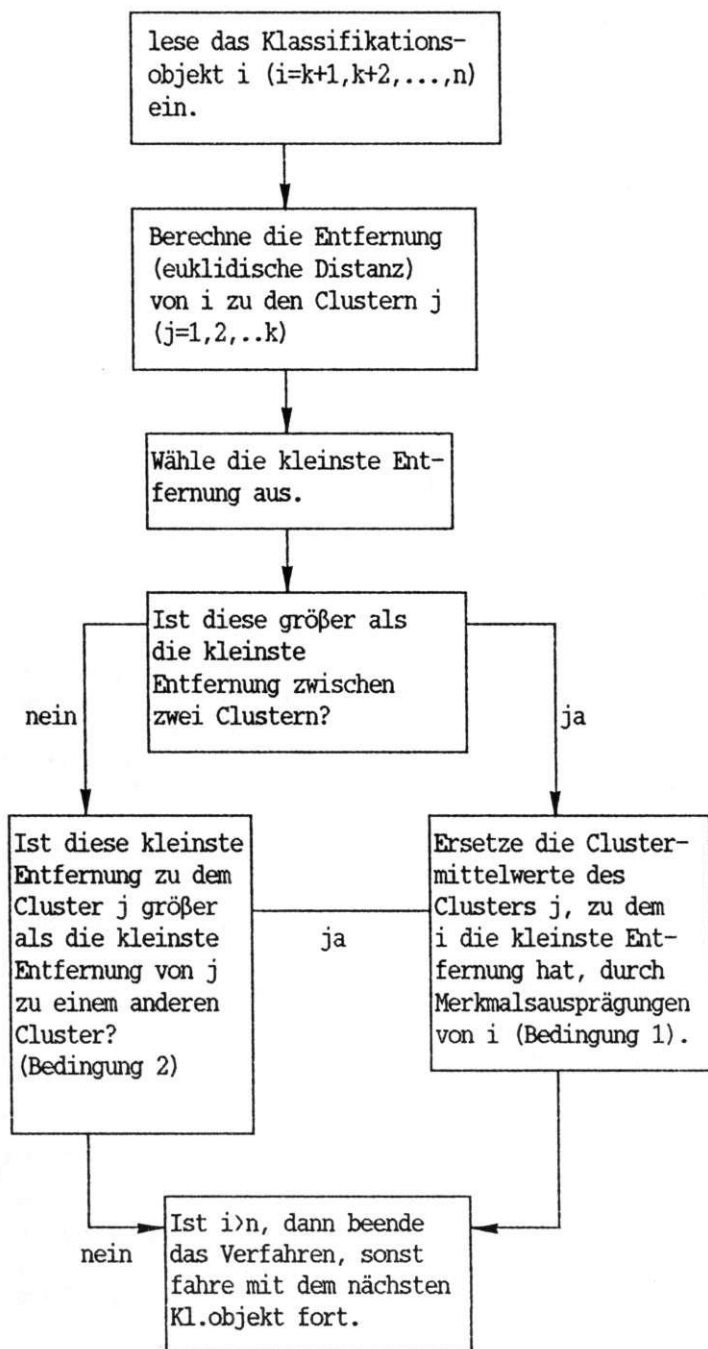 lese das Klassifikations-
objekt i (i=k+1,k+2,...,n)
ein.
Berechne die Entfernung
(euklidische Distanz)
von i zu den Clustern j
(j=1,2,..k)
Wähle die kleinste Ent-
fernung aus.
Ist diese größer als
die kleinste
Entfernung zwischen
zwei Clustern?
nein
ja
Ist diese kleinste
Entfernung zu dem
Cluster j größer
als die kleinste
Entfernung von j
zu einem anderen
Cluster?
(Bedingung 2)
ja
Ersetze die Cluster-
mittelwerte des
Clusters j, zu dem
i die kleinste Ent-
fernung hat, durch
Merkmalsausprägungen
von i (Bedingung 1).
nein
Ist i>n, dann beende
das Verfahren, sonst
fahre mit dem nächsten
Kl.objekt fort.